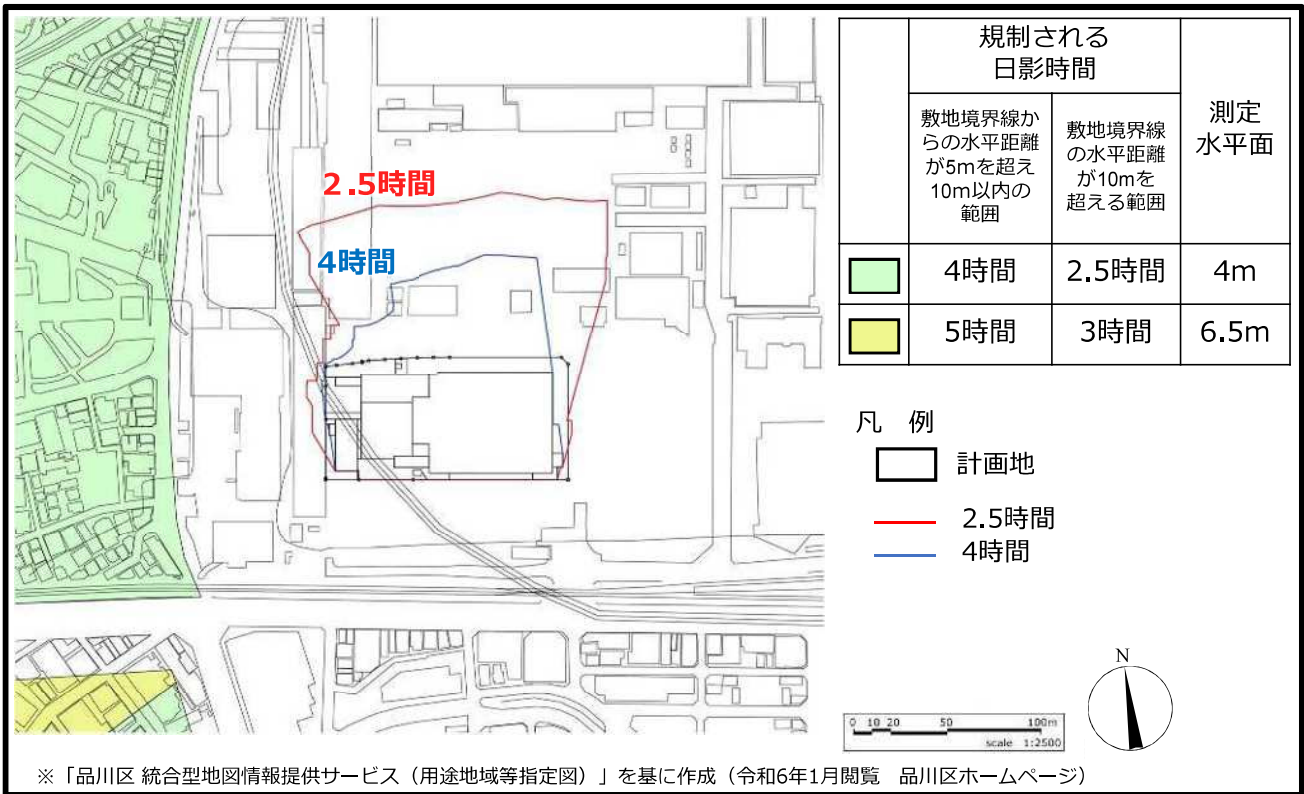 2.5時間
4時間
規制される
日影時間
測定
水平面
敷地境界線か
らの水平距離
が5mを超え
10m以内の
範囲
敷地境界線
の水平距離
が10mを
超える範囲
4時間
2.5時間
4m
5時間
3時間
6.5m
凡 例
計画地
2.5時間
4時間
N
0 10 20 50 100m
scale 1:2500
※「品川区 統合型地図情報提供サービス(用途地域等指定図)」を基に作成(令和6年1月閲覧 品川区ホームページ)